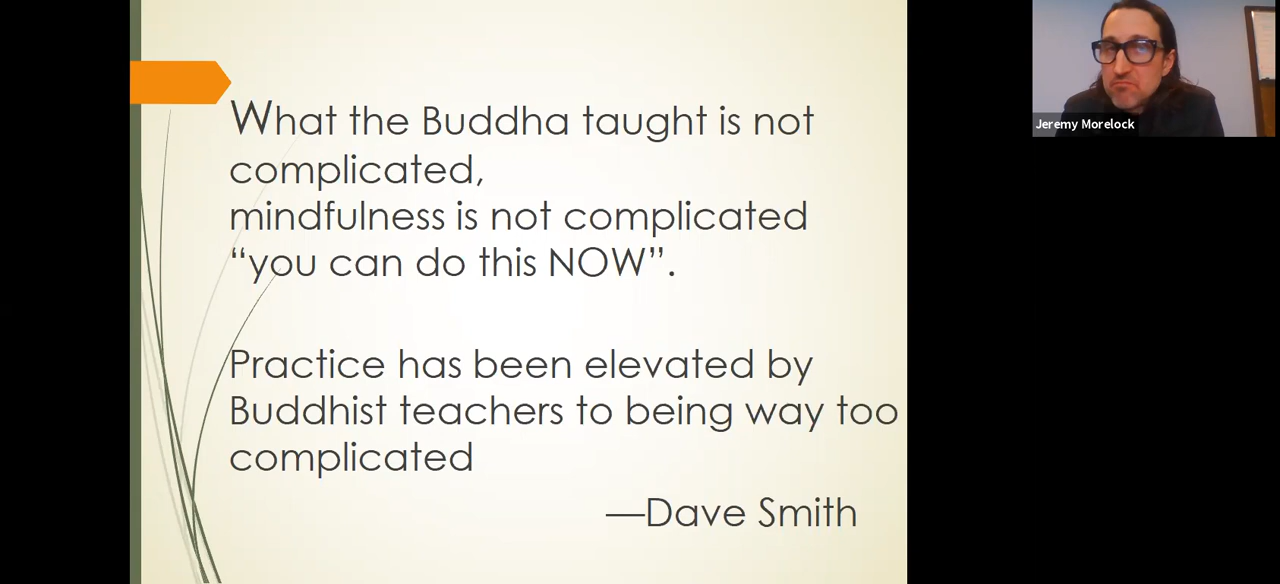 What the Buddha taught is not
complicated,
mindfulness is not complicated
“you can do this NOW”.
Practice has been elevated by
Buddhist teachers to being way too
complicated
—Dave Smith
Jeremy Morelock